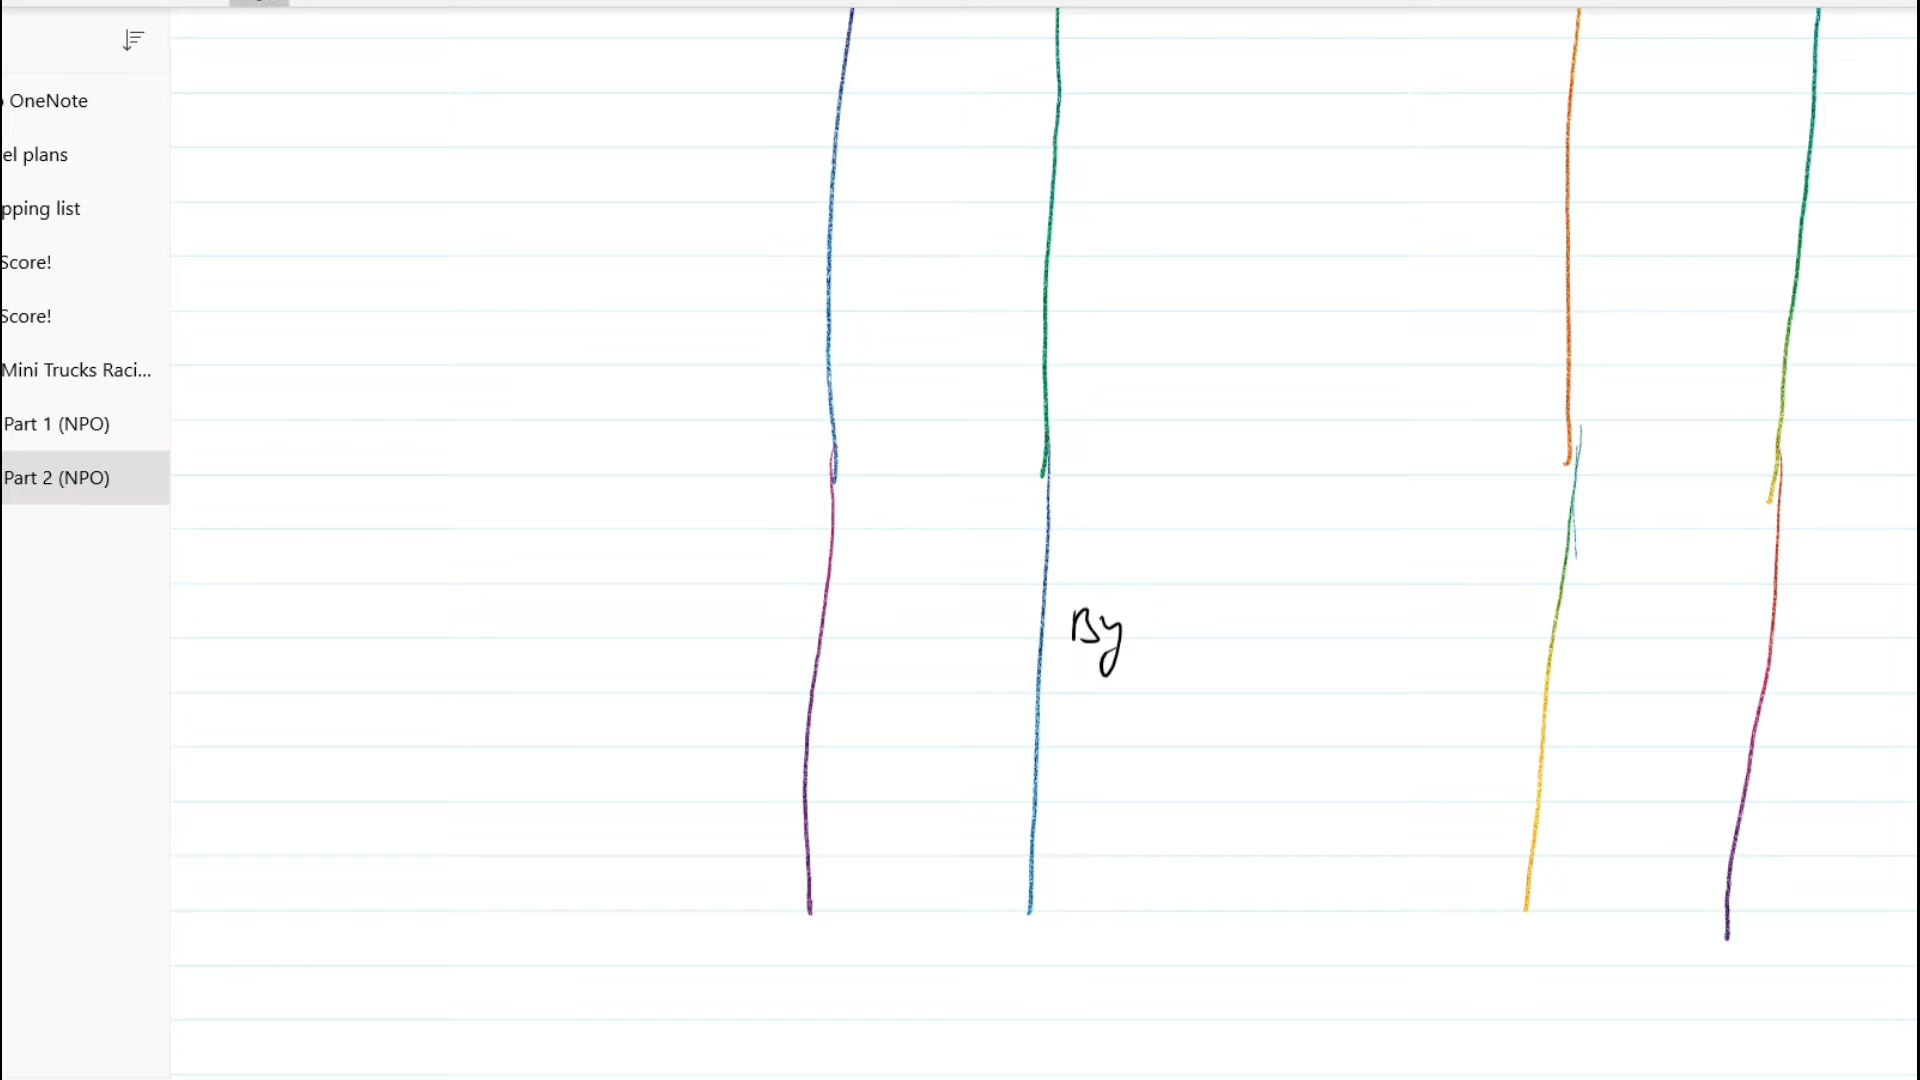 OneNote
el plans
pping list
Score!
Score!
Mini Trucks Raci...
Part 1 (NPO)
Part 2 (NPO)
By